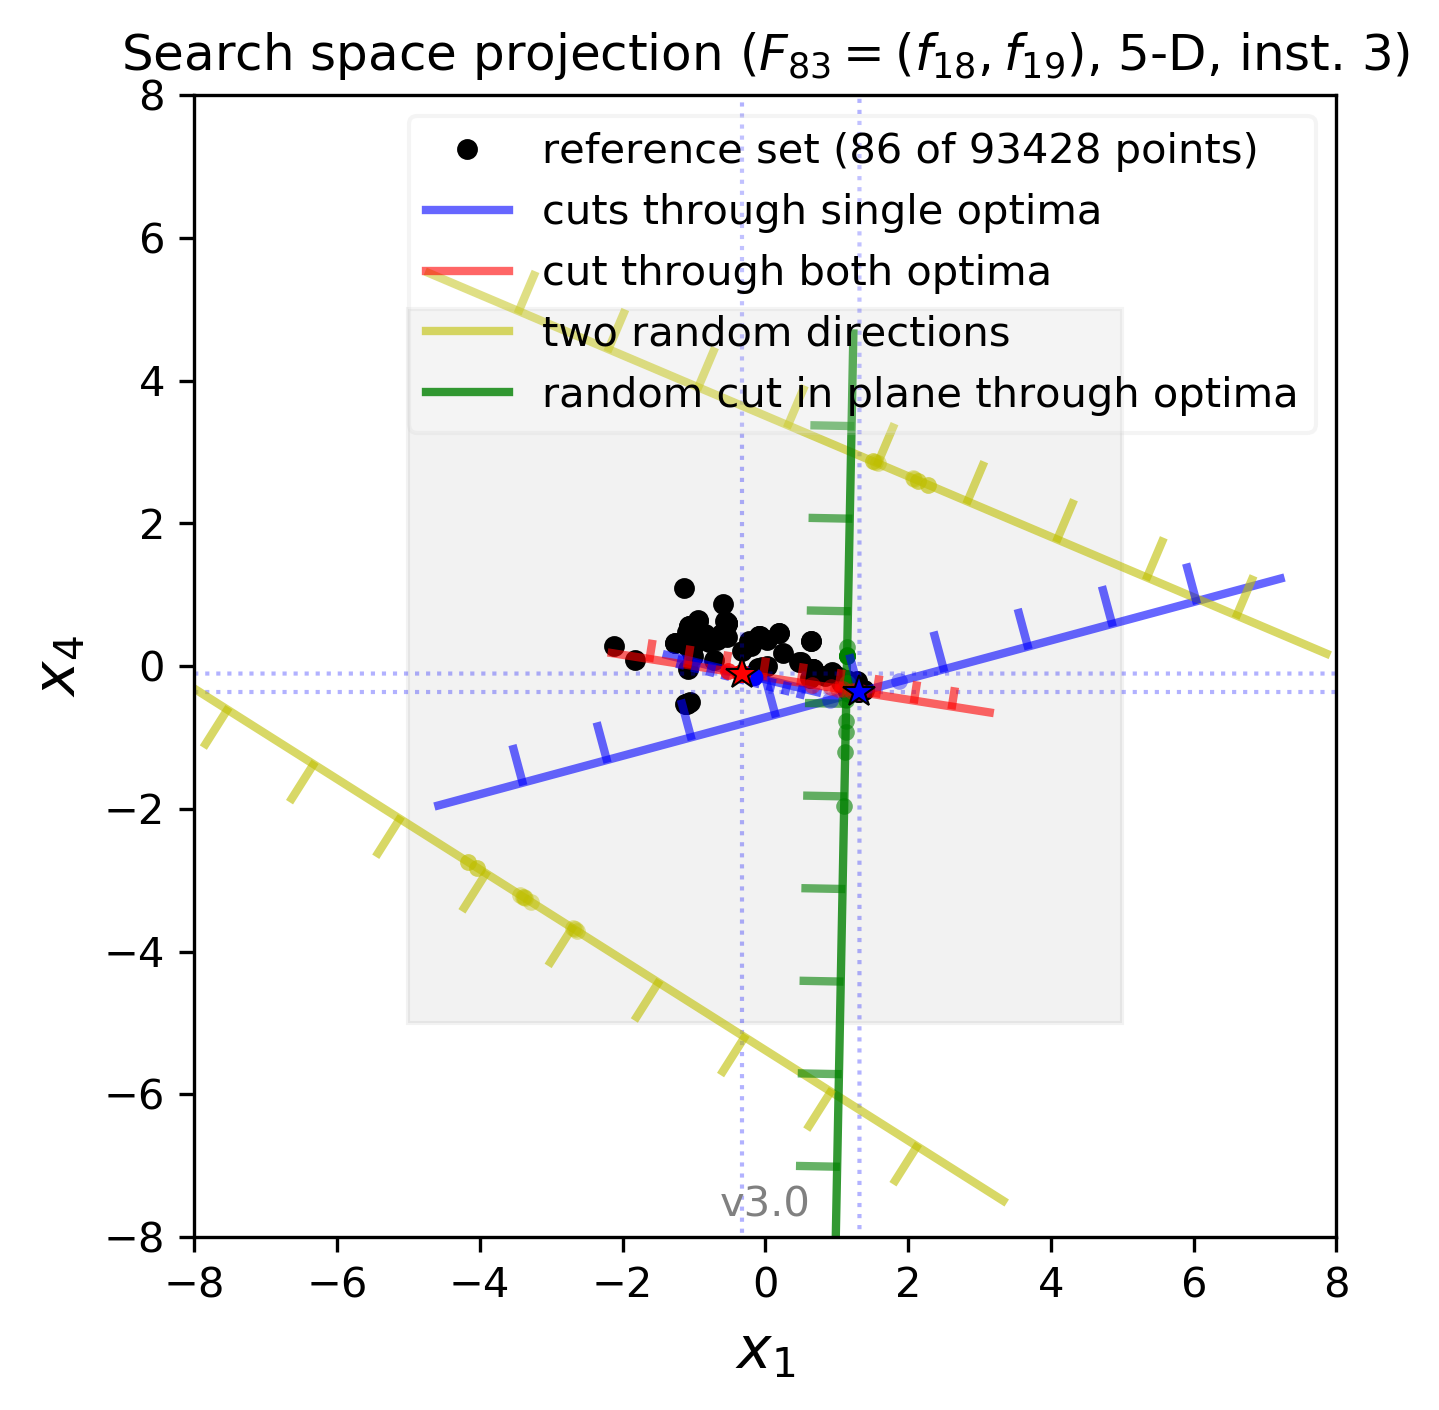 Search space projection (F₈₃ = (f₁₈, f₁₉), 5-D, inst. 3)
reference set (86 of 93428 points)
cuts through single optima
cut through both optima
two random directions
random cut in plane through optima
8
6
4
2
0
−2
−4
−6
−8
x₄
v3.0
−8 −6 −4 −2 0 2 4 6 8
x₁